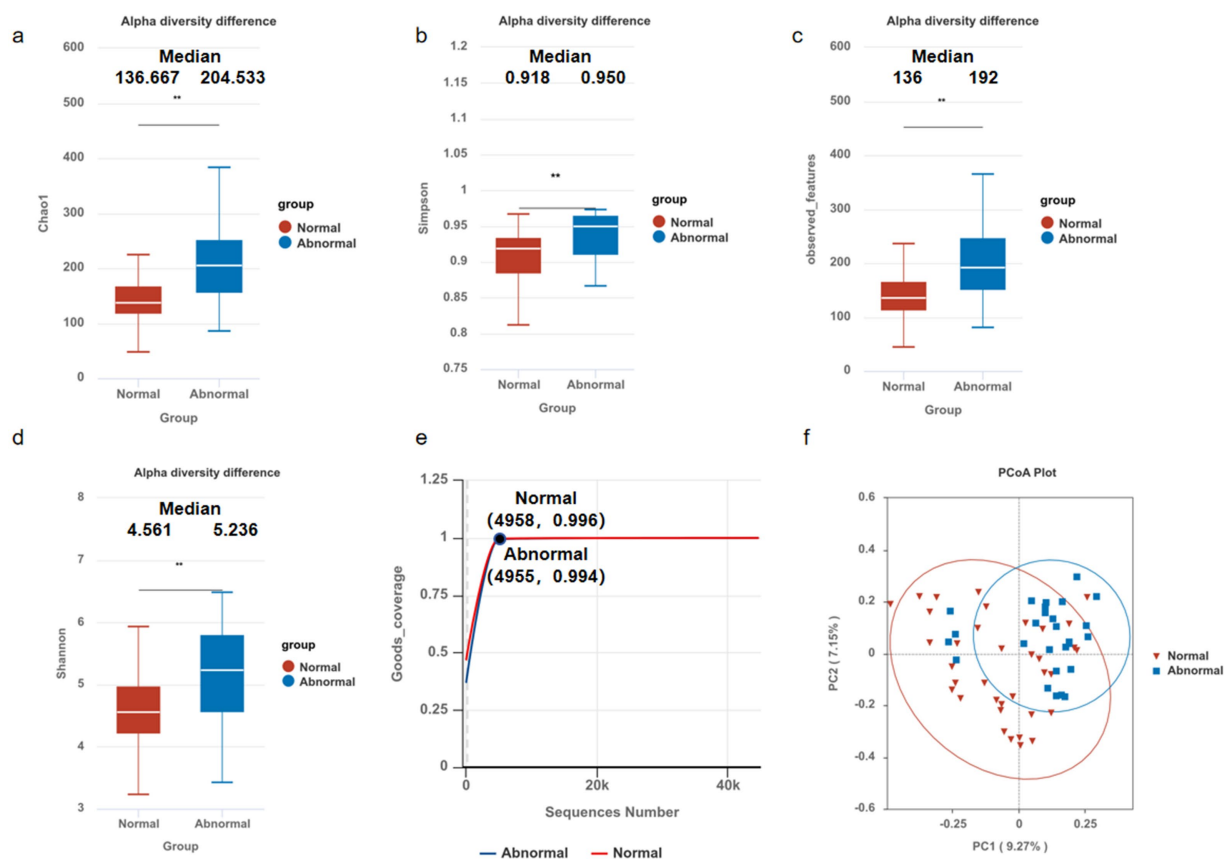 a
Alpha diversity difference
Median
136.667 204.533
**
600
500
400
300
200
100
0
Chao1
Normal Abnormal
Group
group
Normal
Abnormal
b
Alpha diversity difference
Median
0.918 0.950
**
1.2
1.15
1.1
1.05
1
0.95
0.9
0.85
0.8
0.75
Simpson
Normal Abnormal
Group
group
Normal
Abnormal
c
Alpha diversity difference
Median
136 192
**
600
500
400
300
200
100
0
observed_features
Normal Abnormal
Group
group
Normal
Abnormal
d
Alpha diversity difference
Median
4.561 5.236
**
8
7
6
5
4
3
Shannon
Normal Abnormal
Group
group
Normal
Abnormal
e
1.25
1
0.75
0.5
0.25
0
Goods_coverage
Normal
(4958, 0.996)
Abnormal
(4955, 0.994)
0 20k 40k
Sequences Number
Abnormal Normal
f
PCoA Plot
0.6
0.4
0.2
0
-0.2
-0.4
-0.6
PC2 ( 7.15%)
-0.25 0 0.25
PC1 ( 9.27%)
Normal
Abnormal